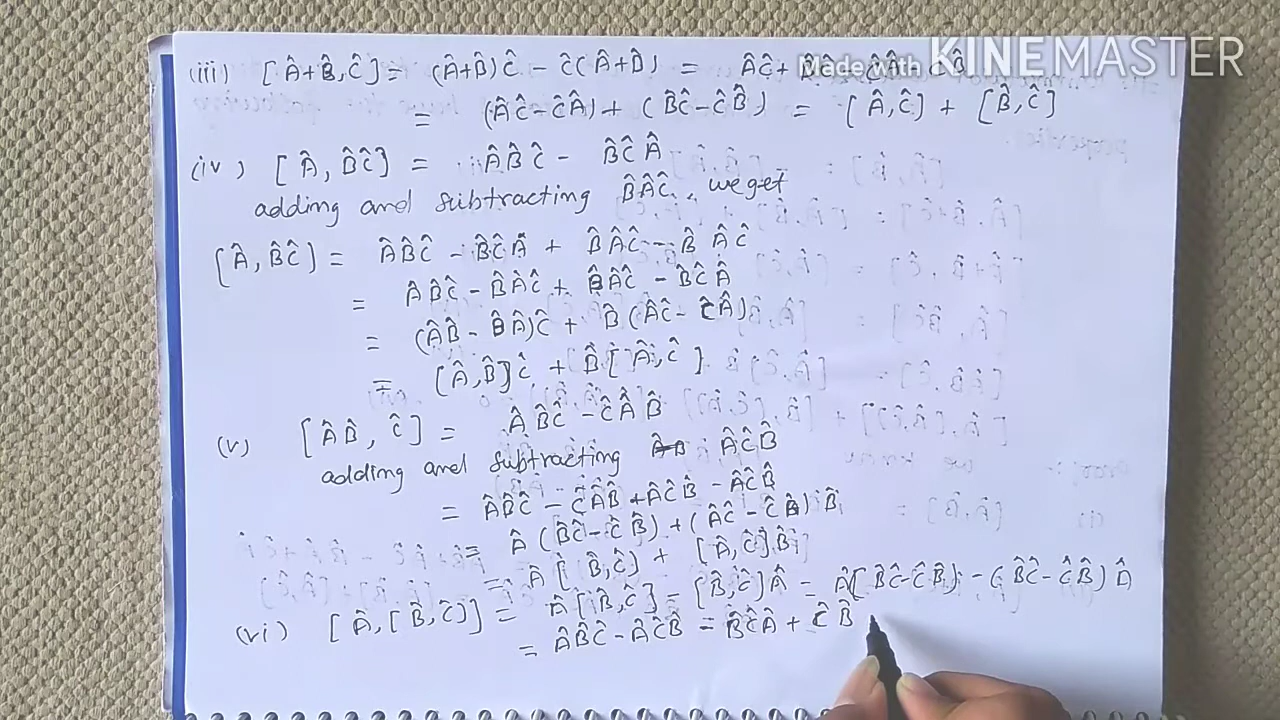 (iii) [Â+B̂,Ĉ] = (Â+B̂)Ĉ - Ĉ(Â+B̂) = ÂĈ+
Made With KINEMASTER
= (ÂĈ-ĈÂ)+(B̂Ĉ-ĈB̂) = [Â,Ĉ] + [B̂,Ĉ]
(iv) [Â, B̂Ĉ] = ÂB̂Ĉ - B̂ĈÂ
adding and subtracting B̂ÂĈ, we get
[Â,B̂Ĉ] = ÂB̂Ĉ - B̂ĈÂ + B̂ÂĈ - B̂ÂĈ
= ÂB̂Ĉ - B̂ÂĈ + B̂ÂĈ - B̂ĈÂ
= (ÂB̂ - B̂Â)Ĉ + B̂(ÂĈ - ĈÂ)
= [Â,B̂]Ĉ + B̂[Â,Ĉ]
(v) [ÂB̂, Ĉ] = ÂB̂Ĉ - ĈÂB̂
adding and subtracting ÂĈB̂
= ÂB̂Ĉ - ĈÂB̂ + ÂĈB̂ - ÂĈB̂
= Â(B̂Ĉ - ĈB̂) + (ÂĈ - ĈÂ)B̂
= Â[B̂,Ĉ] + [Â,Ĉ]B̂
(vi) [Â,[B̂,Ĉ]] = Â[B̂,Ĉ] - [B̂,Ĉ]Â = Â(B̂Ĉ-ĈB̂) - (B̂Ĉ-ĈB̂)Â
= ÂB̂Ĉ - ÂĈB̂ - B̂ĈÂ + ĈB̂